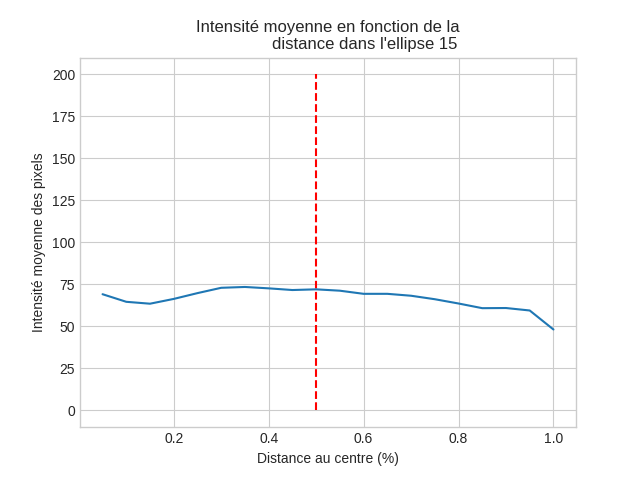 Intensité moyenne en fonction de la
distance dans l'ellipse 15
200
175
150
125
100
75
50
25
0
Intensité moyenne des pixels
0.2 0.4 0.6 0.8 1.0
Distance au centre (%)